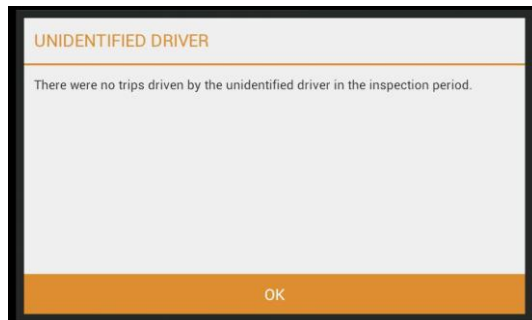 UNIDENTIFIED DRIVER
There were no trips driven by the unidentified driver in the inspection period.
OK